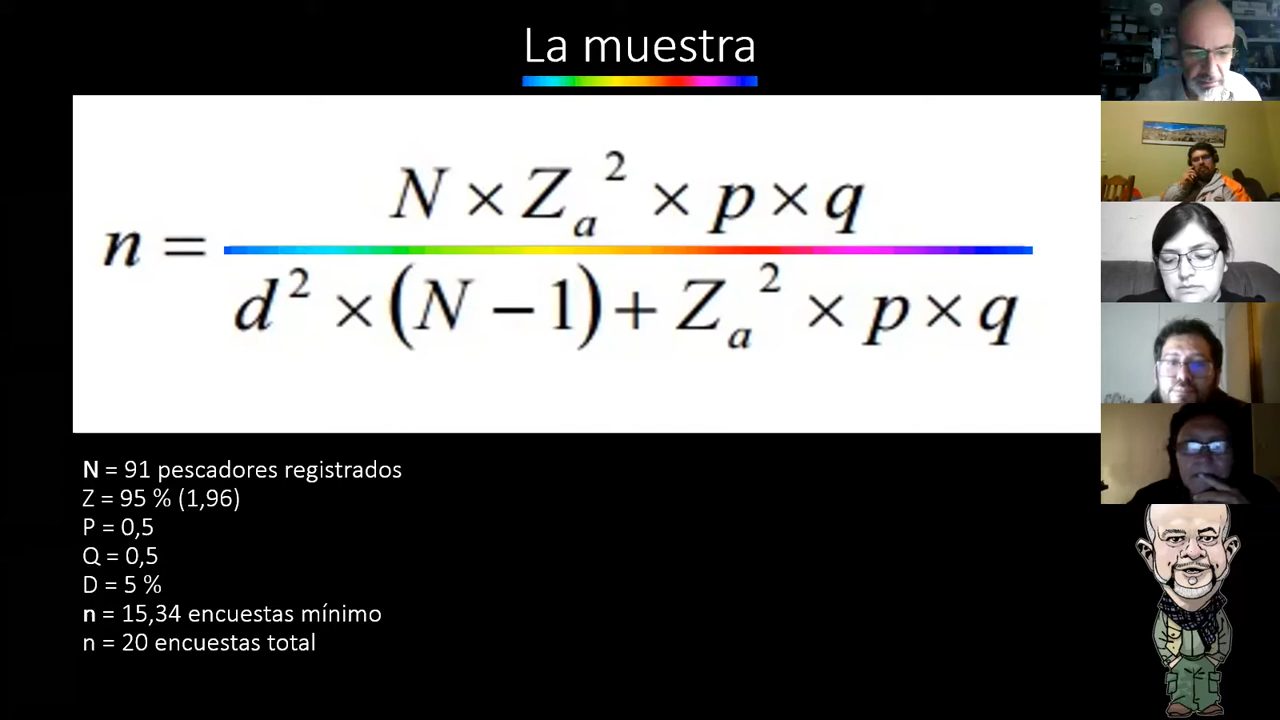 La muestra
n = N × Zₐ² × p × q / d² × (N − 1) + Zₐ² × p × q
N = 91 pescadores registrados
Z = 95 % (1,96)
P = 0,5
Q = 0,5
D = 5 %
n = 15,34 encuestas mínimo
n = 20 encuestas total